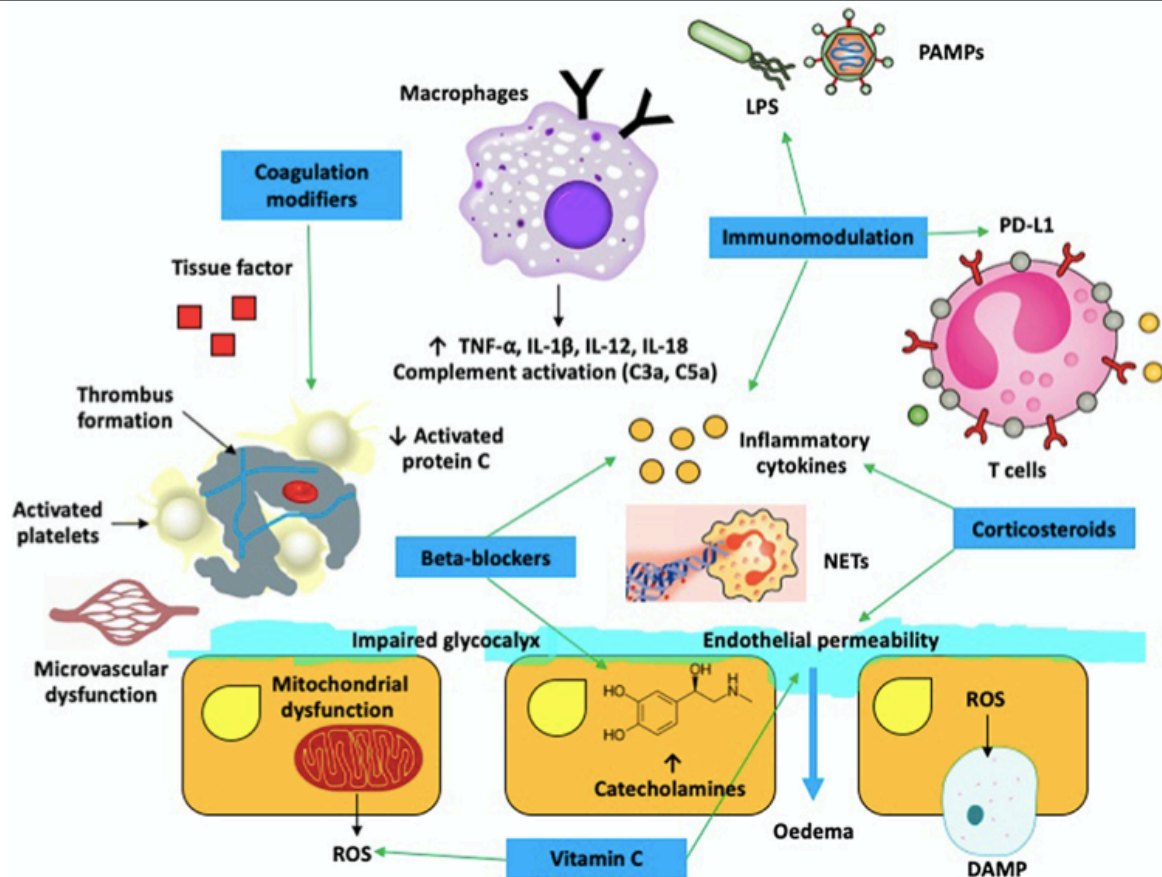 PAMPs
LPS
Macrophages
Coagulation
modifiers
Immunomodulation
PD-L1
Tissue factor
↑ TNF-α, IL-1β, IL-12, IL-18
Complement activation (C3a, C5a)
Thrombus
formation
↓ Activated
protein C
Inflammatory
cytokines
T cells
Activated
platelets
Beta-blockers
Corticosteroids
NETs
Microvascular
dysfunction
Impaired glycocalyx
Endothelial permeability
Mitochondrial
dysfunction
ROS
OH
HO
H
N
HO
↑
Catecholamines
ROS
Oedema
DAMP
Vitamin C